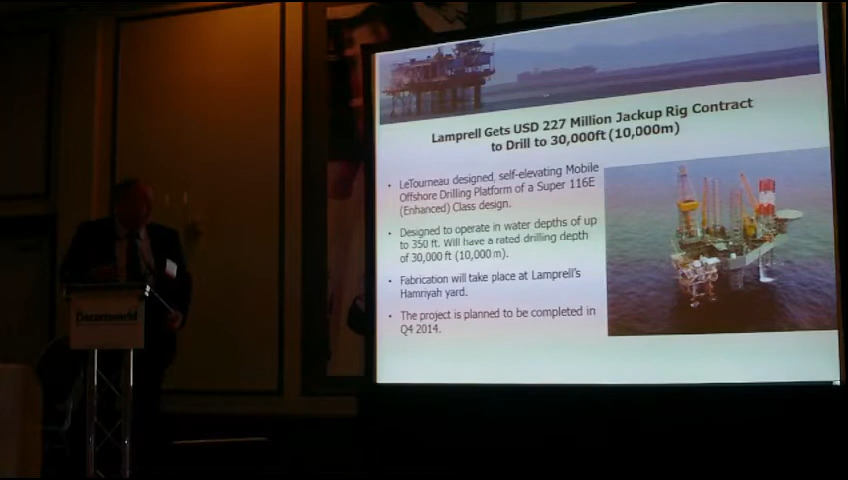 Lamprell Gets USD 227 Million Jackup Rig Contract
to Drill to 30,000ft (10,000m)
• LeTourneau designed, self-elevating Mobile
Offshore Drilling Platform of a Super 116E
(Enhanced) Class design.
• Designed to operate in water depths of up
to 350 ft. Will have a rated drilling depth
of 30,000 ft (10,000 m).
• Fabrication will take place at Lamprell's
Hamriyah yard.
• The project is planned to be completed in
Q4 2014.